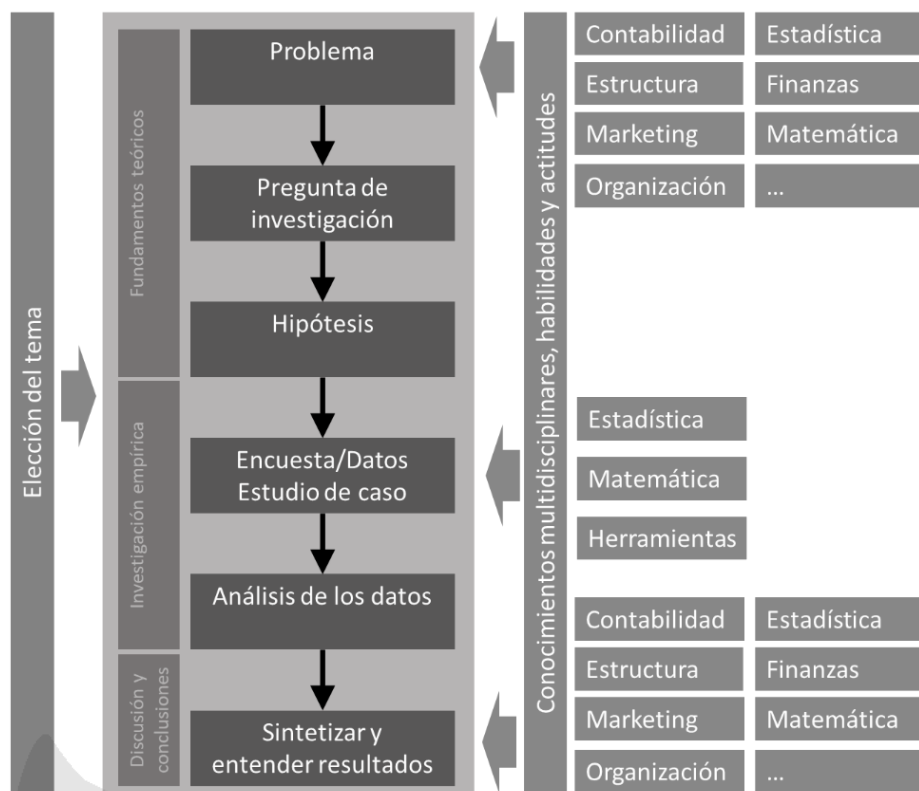 Elección del tema
Fundamentos teóricos
Investigación empírica
Discusión y
conclusiones
Problema
Pregunta de
investigación
Hipótesis
Encuesta/Datos
Estudio de caso
Análisis de los datos
Sintetizar y
entender resultados
Conocimientos multidisciplinares, habilidades y actitudes
Contabilidad
Estadística
Estructura
Finanzas
Marketing
Matemática
Organización
...
Estadística
Matemática
Herramientas
Contabilidad
Estadística
Estructura
Finanzas
Marketing
Matemática
Organización
...